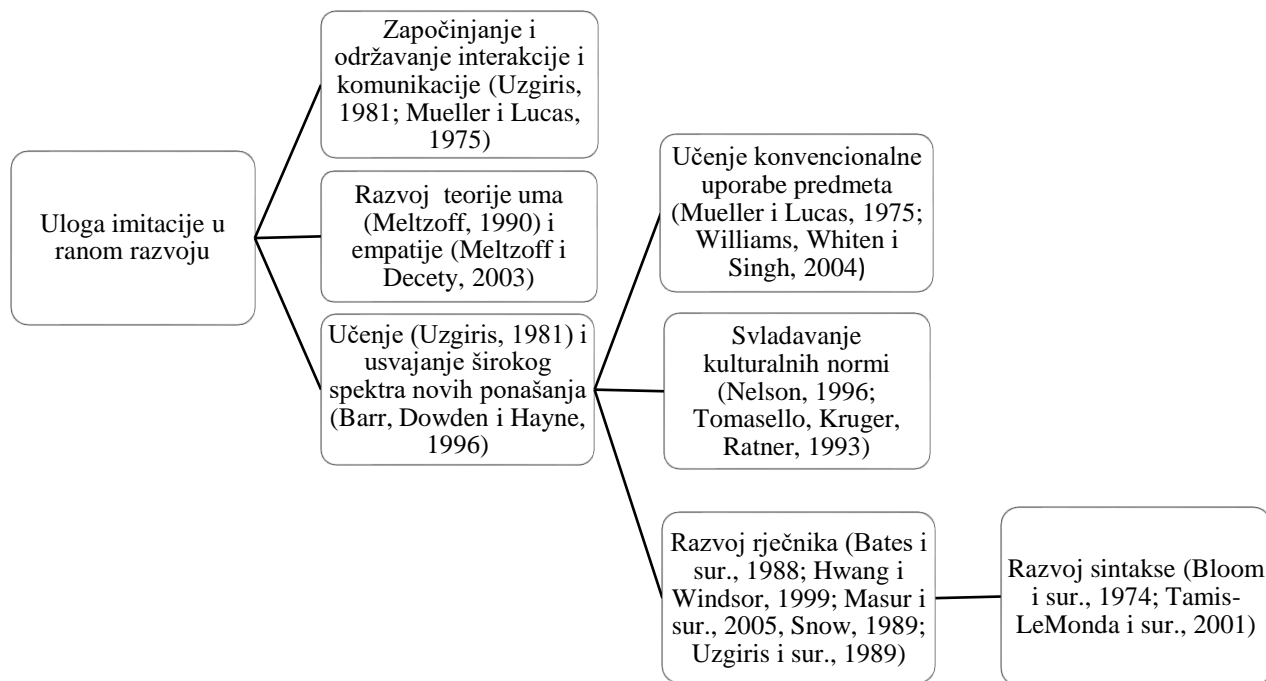 Uloga imitacije u
ranom razvoju
Započinjanje i
održavanje interakcije i
komunikacije (Uzgiris,
1981; Mueller i Lucas,
1975)
Razvoj  teorije uma
(Meltzoff, 1990) i
empatije (Meltzoff i
Decety, 2003)
Učenje (Uzgiris, 1981) i
usvajanje širokog
spektra novih ponašanja
(Barr, Dowden i Hayne,
1996)
Učenje konvencionalne
uporabe predmeta
(Mueller i Lucas, 1975;
Williams, Whiten i
Singh, 2004)
Svladavanje
kulturalnih normi
(Nelson, 1996;
Tomasello, Kruger,
Ratner, 1993)
Razvoj rječnika (Bates i
sur., 1988; Hwang i
Windsor, 1999; Masur i
sur., 2005, Snow, 1989;
Uzgiris i sur., 1989)
Razvoj sintakse (Bloom
i sur., 1974; Tamis-
LeMonda i sur., 2001)